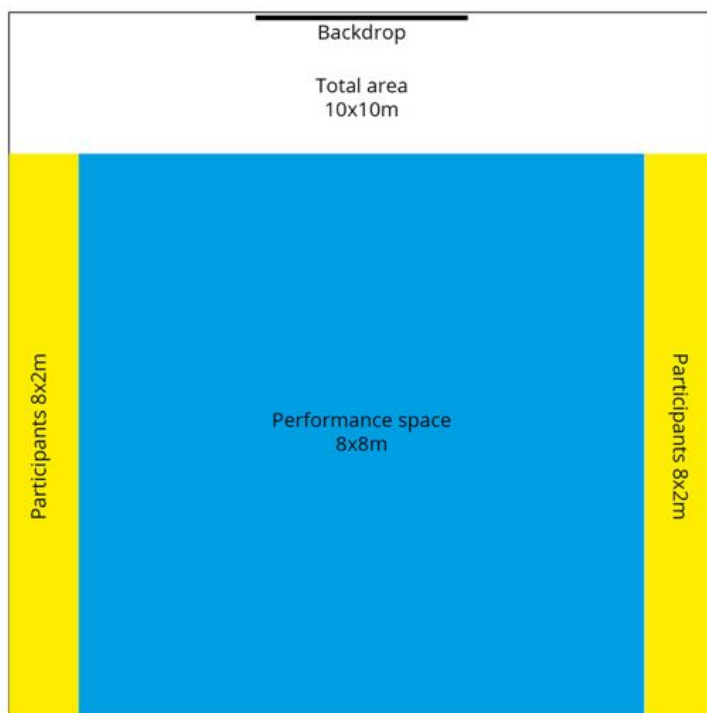 Backdrop
Total area
10x10m
Participants 8x2m
Performance space
8x8m
Participants 8x2m